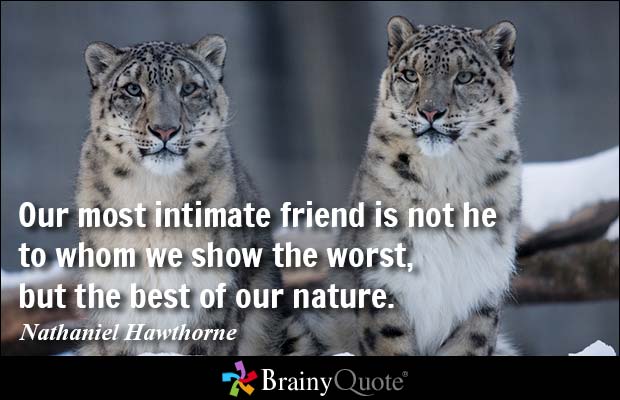 Our most intimate friend is not he
to whom we show the worst,
but the best of our nature.
Nathaniel Hawthorne
BrainyQuote®